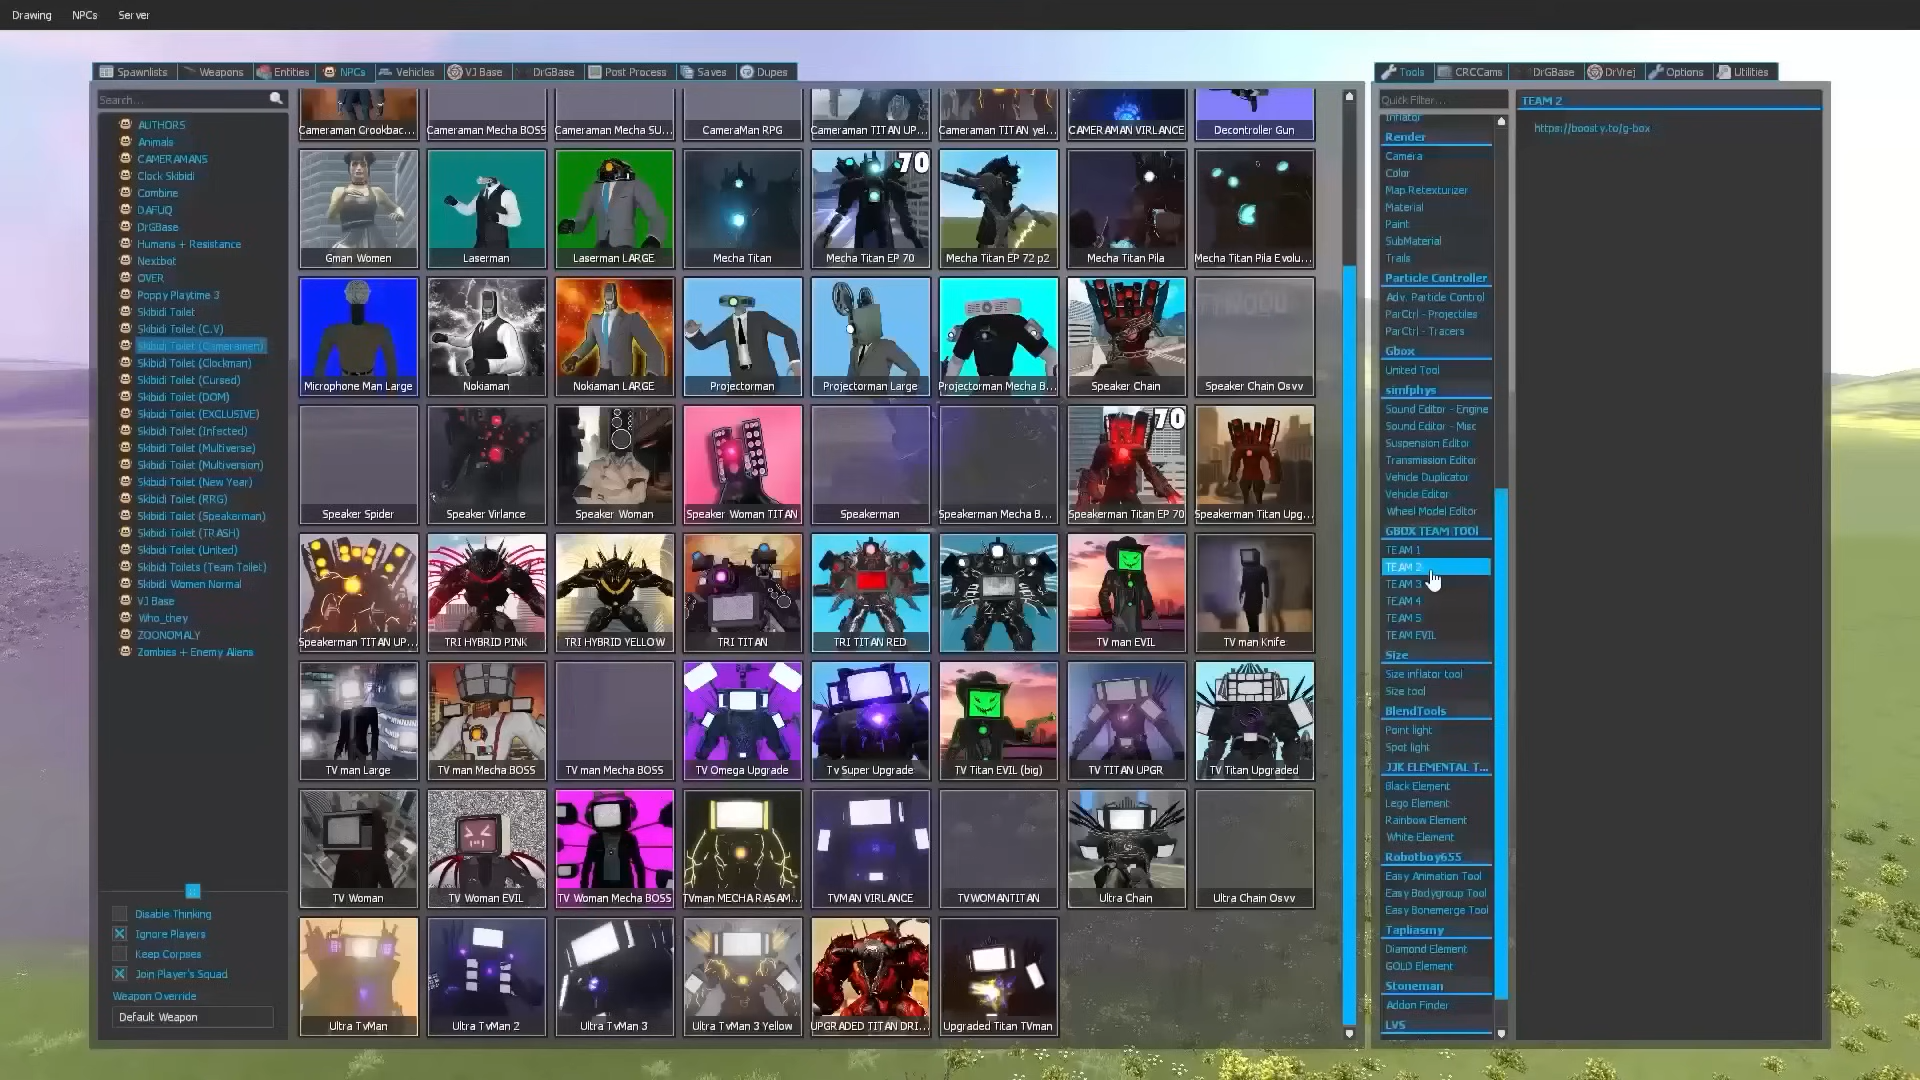 Drawing NPCs Server
Spawnlists Weapons Entities NPCs Vehicles VJ Base DrGBase Post Process Saves Dupes
Search...
AUTHORS
Animals
CAMERAMANS
Clock Skibidi
Combine
DAFUQ
DrGBase
Humans + Resistance
Nextbot
OVER
Poppy Playtime 3
Skibidi Toilet
Skibidi Toilet (C.V)
Skibidi Toilet (Cameramen)
Skibidi Toilet (Clockman)
Skibidi Toilet (Cursed)
Skibidi Toilet (DOM)
Skibidi Toilet (EXCLUSIVE)
Skibidi Toilet (Infected)
Skibidi Toilet (Multiverse)
Skibidi Toilet (Multiversion)
Skibidi Toilet (New Year)
Skibidi Toilet (RRG)
Skibidi Toilet (Speakerman)
Skibidi Toilet (TRASH)
Skibidi Toilet (United)
Skibidi Toilets (Team Toilet)
Skibidi Women Normal
VJ Base
Who_they
ZOONOMALY
Zombies + Enemy Aliens
Disable Thinking
Ignore Players
Keep Corpses
Join Player's Squad
Weapon Override
Default Weapon
Cameraman Crookbac... Cameraman Mecha BOSS Cameraman Mecha SU... CameraMan RPG Cameraman TITAN UP... Cameraman TITAN yel... CAMERAMAN VIRLANCE Decontroller Gun
70
Gman Women Laserman Laserman LARGE Mecha Titan Mecha Titan EP 70 Mecha Titan EP 72 p2 Mecha Titan Pila Mecha Titan Pila Evolu...
Microphone Man Large Nokiaman Nokiaman LARGE Projectorman Projectorman Large Projectorman Mecha B... Speaker Chain Speaker Chain Osvv
70
Speaker Spider Speaker Virlance Speaker Woman Speaker Woman TITAN Speakerman Speakerman Mecha B... Speakerman Titan EP 70 Speakerman Titan Upg...
Speakerman TITAN UP... TRI HYBRID PINK TRI HYBRID YELLOW TRI TITAN TRI TITAN RED TV man EVIL TV man Knife
TV man Large TV man Mecha BOSS TV man Mecha BOSS TV Omega Upgrade Tv Super Upgrade TV Titan EVIL (big) TV TITAN UPGR TV Titan Upgraded
TV Woman TV Woman EVIL TV Woman Mecha BOSS TVman MECHA RASAM... TVMAN VIRLANCE TVWOMANTITAN Ultra Chain Ultra Chain Osvv
Ultra TvMan Ultra TvMan 2 Ultra TvMan 3 Ultra TvMan 3 Yellow UPGRADED TITAN DRI... Upgraded Titan TVman
Tools CRCCams DrGBase DrVrej Options Utilities
Quick Filter...
Inflator
Render
Camera
Color
Map Retexturizer
Material
Paint
SubMaterial
Trails
Particle Controller
Adv. Particle Control
ParCtrl - Projectiles
ParCtrl - Tracers
Gbox
United Tool
simfphys
Sound Editor - Engine
Sound Editor - Misc
Suspension Editor
Transmission Editor
Vehicle Duplicator
Vehicle Editor
Wheel Model Editor
GBOX TEAM TOOL
TEAM 1
TEAM 2
TEAM 3
TEAM 4
TEAM 5
TEAM EVIL
Size
Size inflator tool
Size tool
BlendTools
Point light
Spot light
JJK ELEMENTAL T...
Black Element
Lego Element
Rainbow Element
White Element
Robotboy655
Easy Animation Tool
Easy Bodygroup Tool
Easy Bonemerge Tool
Tapliasmy
Diamond Element
GOLD Element
Stoneman
Addon Finder
LVS
TEAM 2
https://boosty.to/g-box